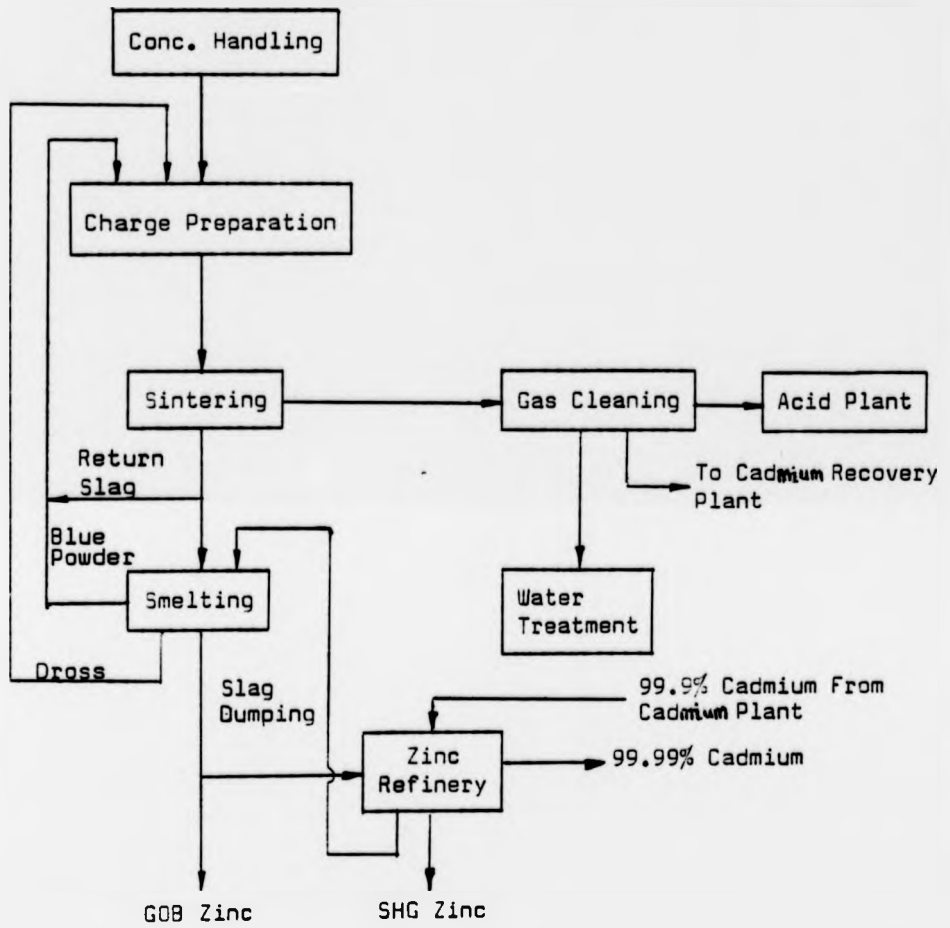 Conc. Handling
Charge Preparation
Sintering
Gas Cleaning
Acid Plant
Return
Slag
To Cadmium Recovery
Plant
Blue
Powder
Smelting
Water
Treatment
Dross
Slag
Dumping
99.9% Cadmium From
Cadmium Plant
Zinc
Refinery
99.99% Cadmium
GOB Zinc
SHG Zinc